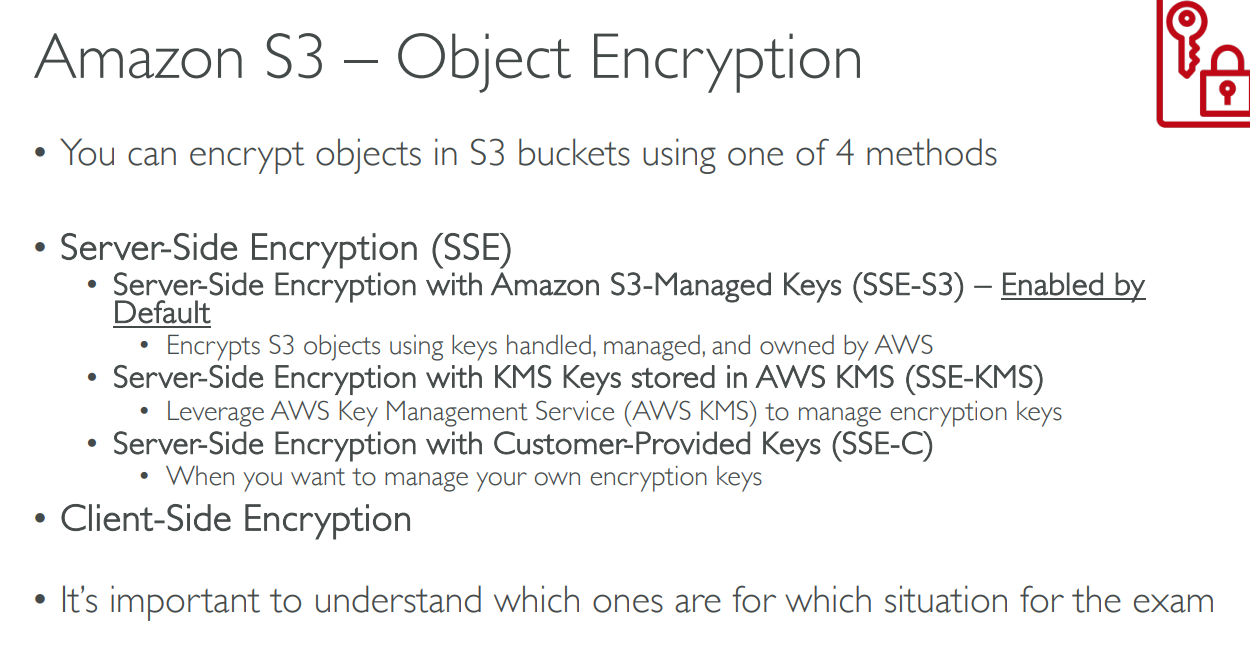 Amazon S3 – Object Encryption
• You can encrypt objects in S3 buckets using one of 4 methods
• Server-Side Encryption (SSE)
• Server-Side Encryption with Amazon S3-Managed Keys (SSE-S3) – Enabled by
Default
• Encrypts S3 objects using keys handled, managed, and owned by AWS
• Server-Side Encryption with KMS Keys stored in AWS KMS (SSE-KMS)
• Leverage AWS Key Management Service (AWS KMS) to manage encryption keys
• Server-Side Encryption with Customer-Provided Keys (SSE-C)
• When you want to manage your own encryption keys
• Client-Side Encryption
• It’s important to understand which ones are for which situation for the exam